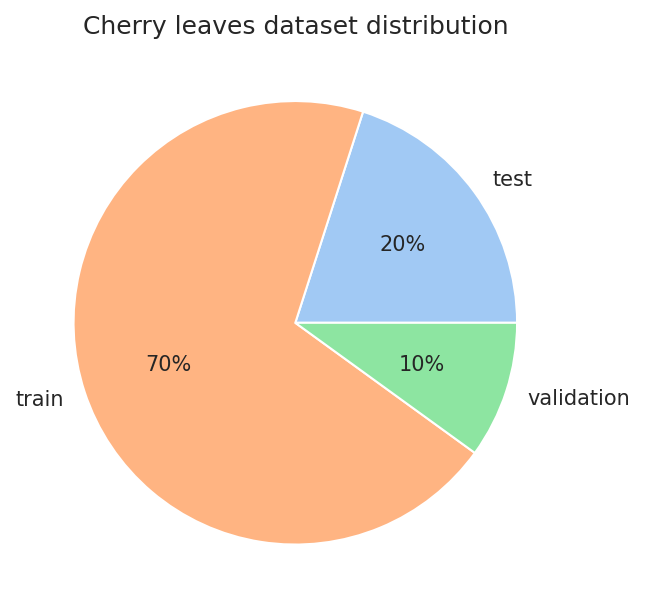 Cherry leaves dataset distribution
test
20%
70%
10%
train
validation